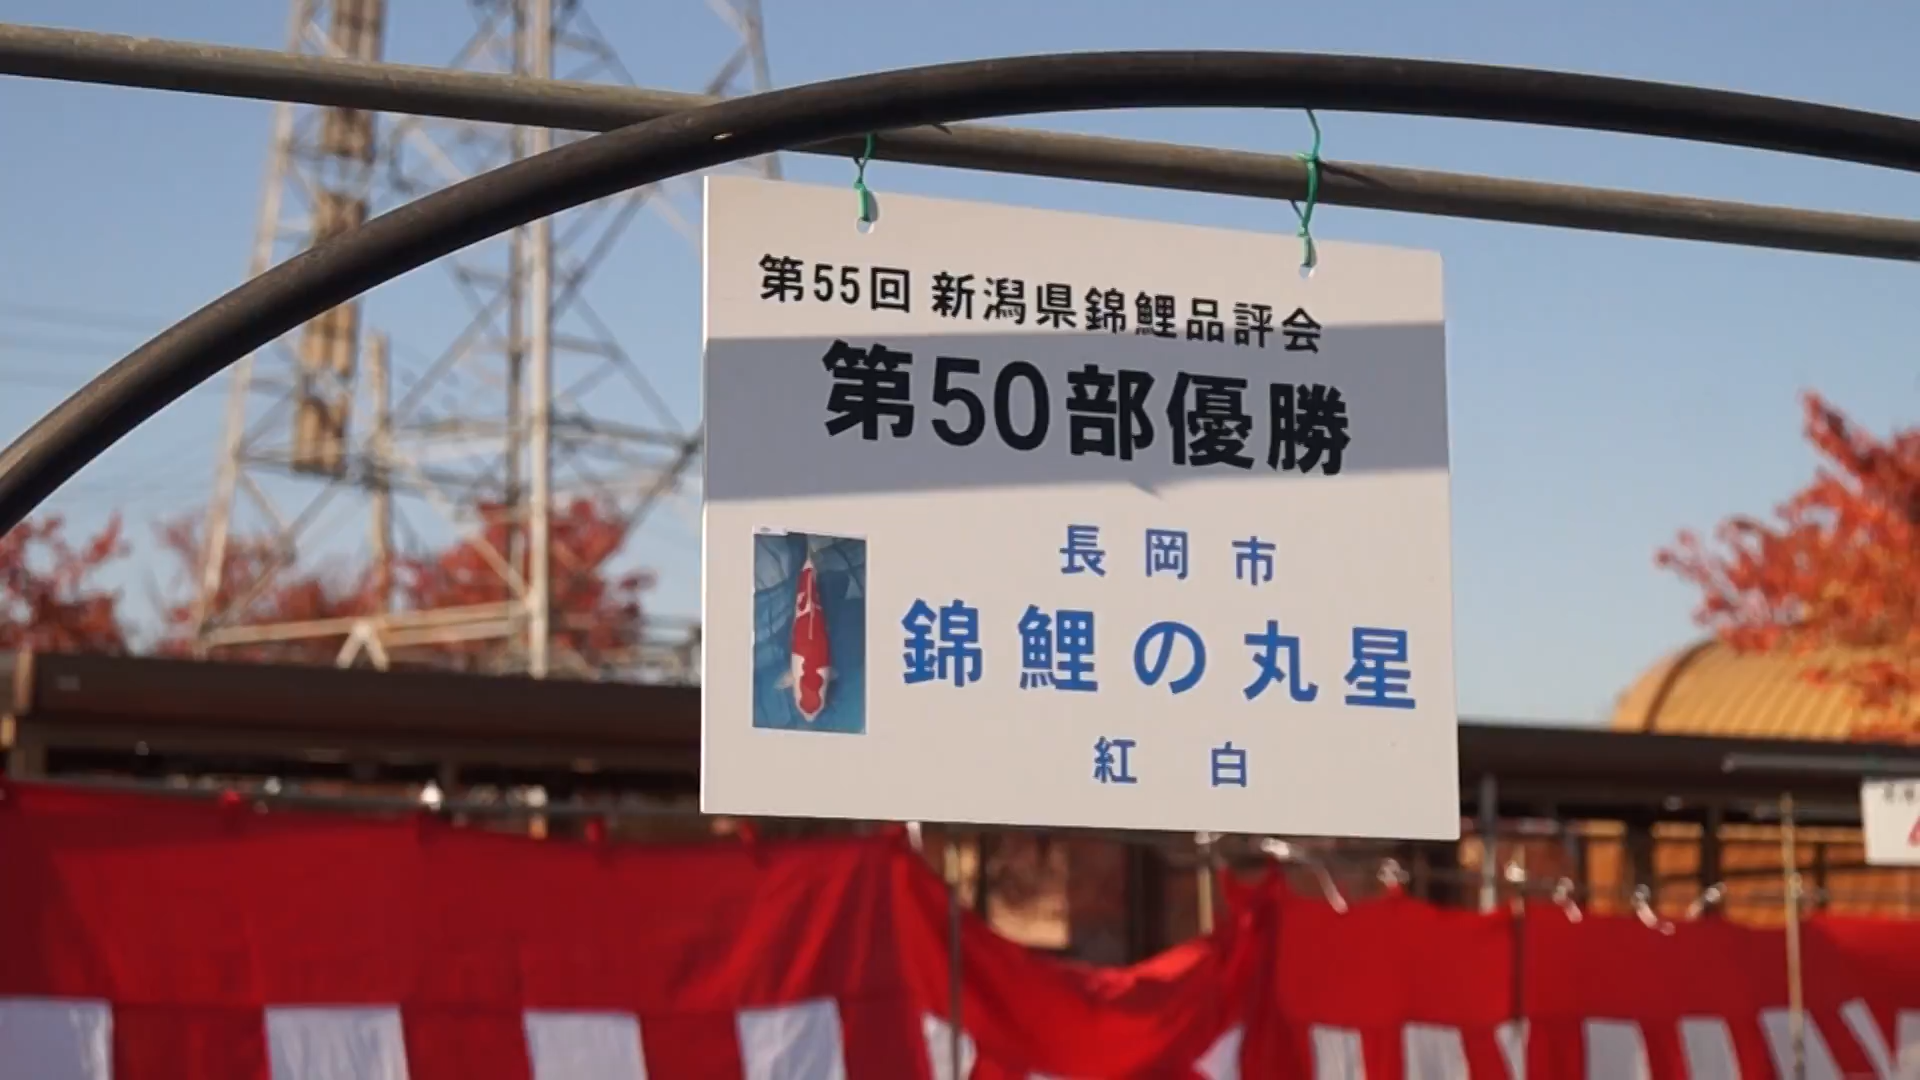 第55回 新潟県錦鯉品評会
第50部優勝
長岡市
錦鯉の丸星
紅白